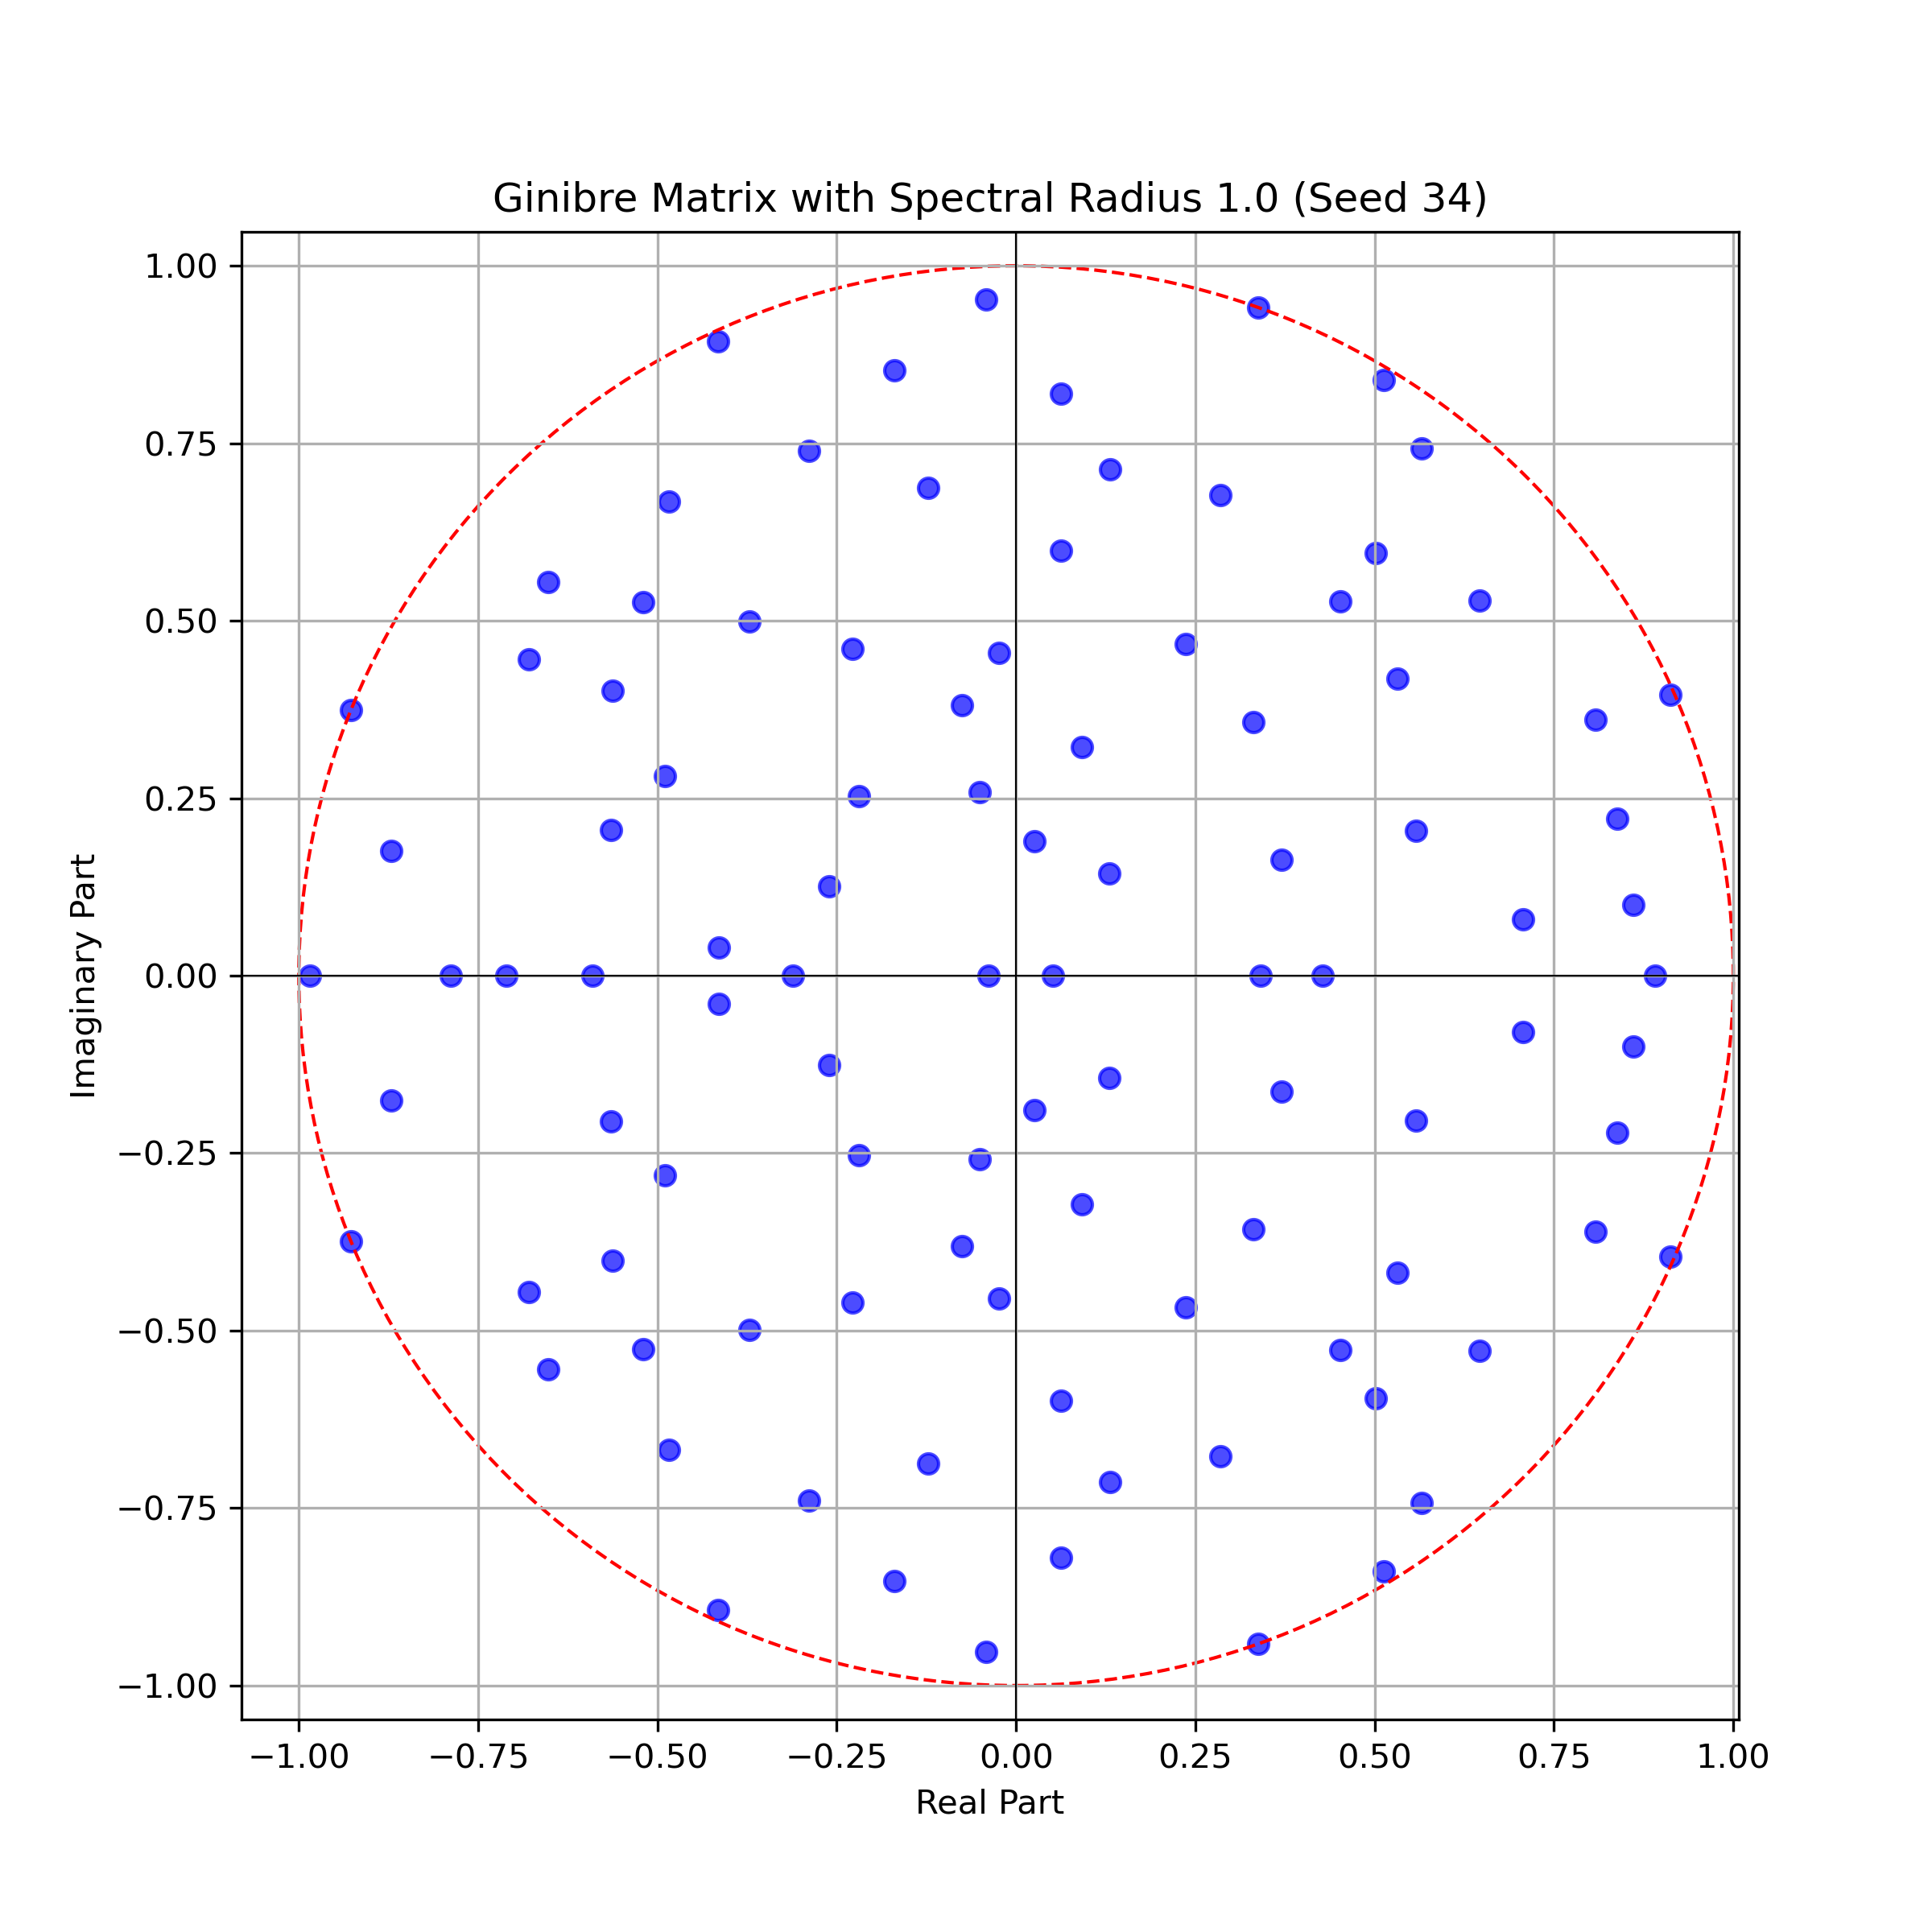 Ginibre Matrix with Spectral Radius 1.0 (Seed 34)
1.00
0.75
0.50
0.25
0.00
−0.25
−0.50
−0.75
−1.00
Imaginary Part
−1.00 −0.75 −0.50 −0.25 0.00 0.25 0.50 0.75 1.00
Real Part